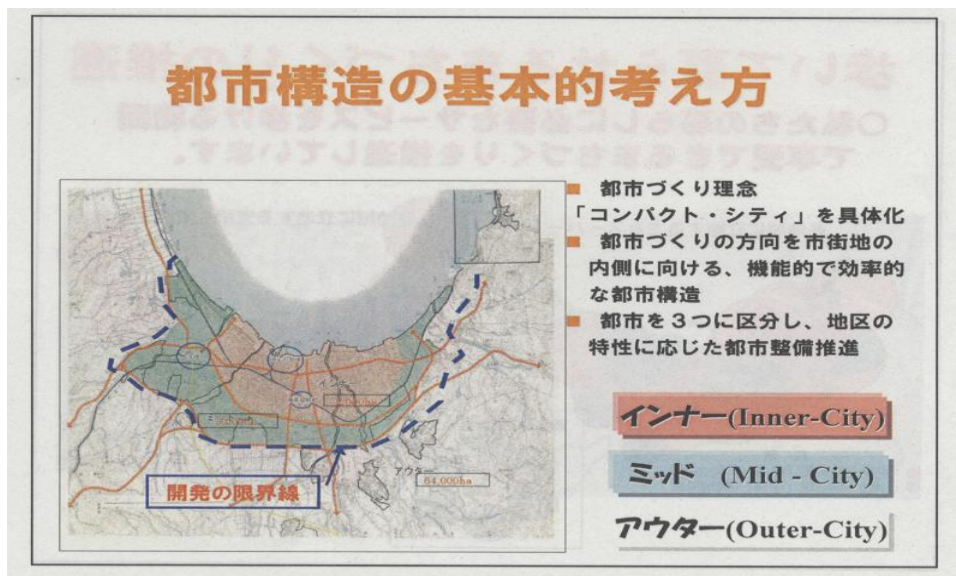 都市構造の基本的考え方
■ 都市づくり理念
「コンパクト・シティ」を具体化
■ 都市づくりの方向を市街地の
内側に向ける、機能的で効率的
な都市構造
■ 都市を３つに区分し、地区の
特性に応じた都市整備推進
アウター
64,000ha
開発の限界線
インナー(Inner-City)
ミッド (Mid - City)
アウター(Outer-City)